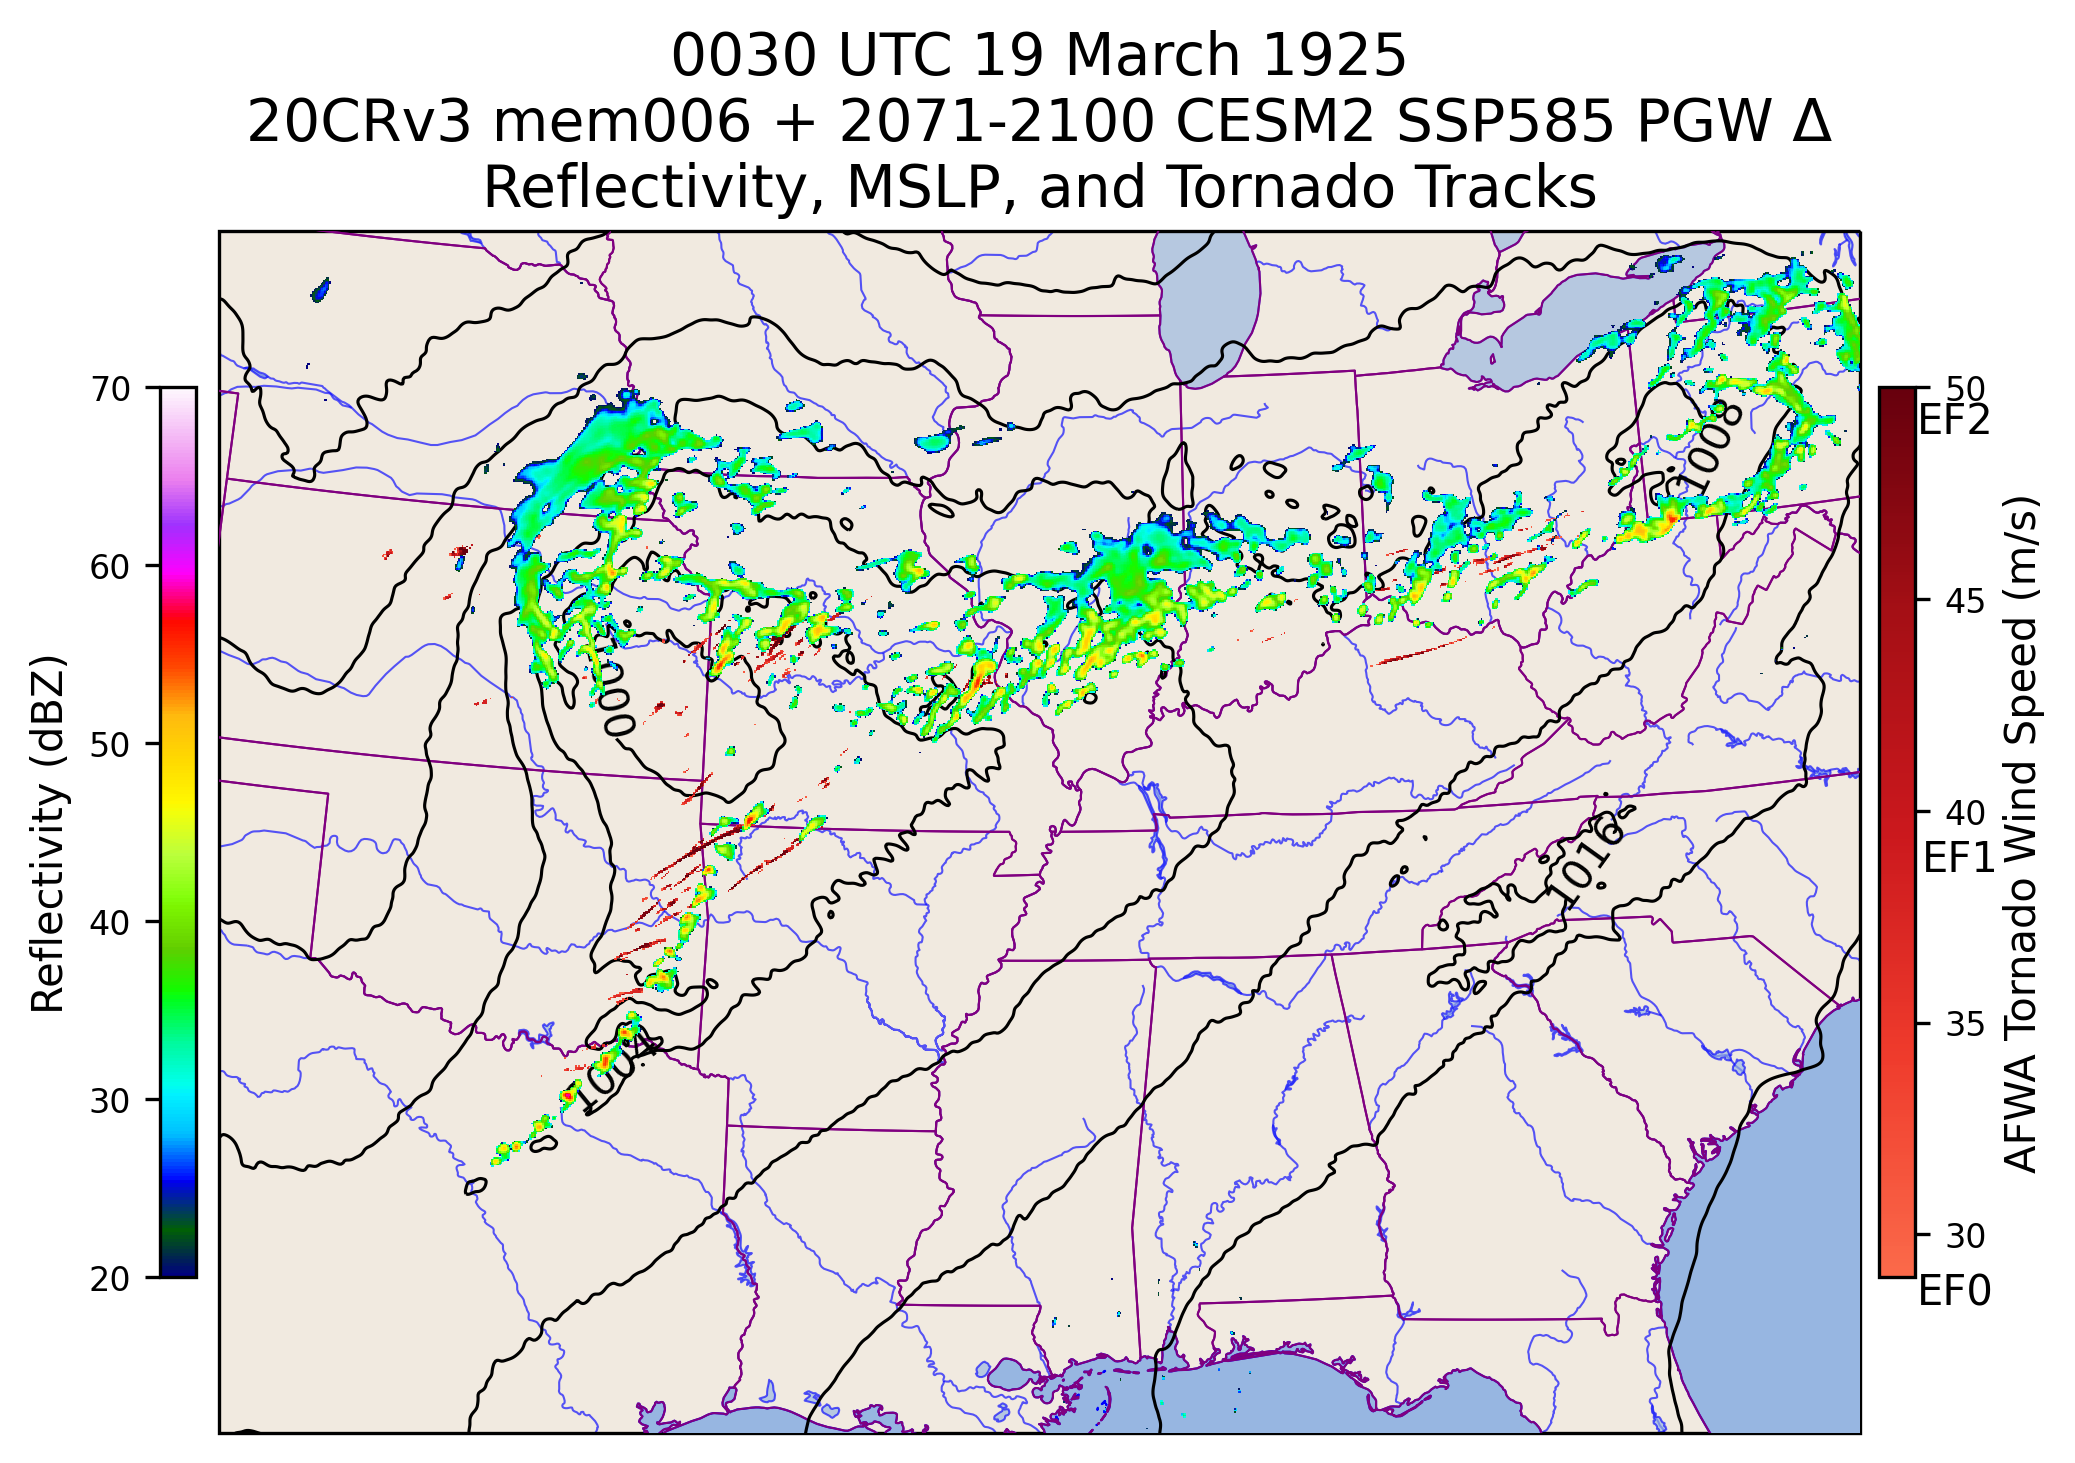 0030 UTC 19 March 1925
20CRv3 mem006 + 2071-2100 CESM2 SSP585 PGW Δ
Reflectivity, MSLP, and Tornado Tracks
70
60
50
40
30
20
Reflectivity (dBZ)
1008
1000
1016
1004
50
EF2
45
40
EF1
35
30
EF0
AFWA Tornado Wind Speed (m/s)